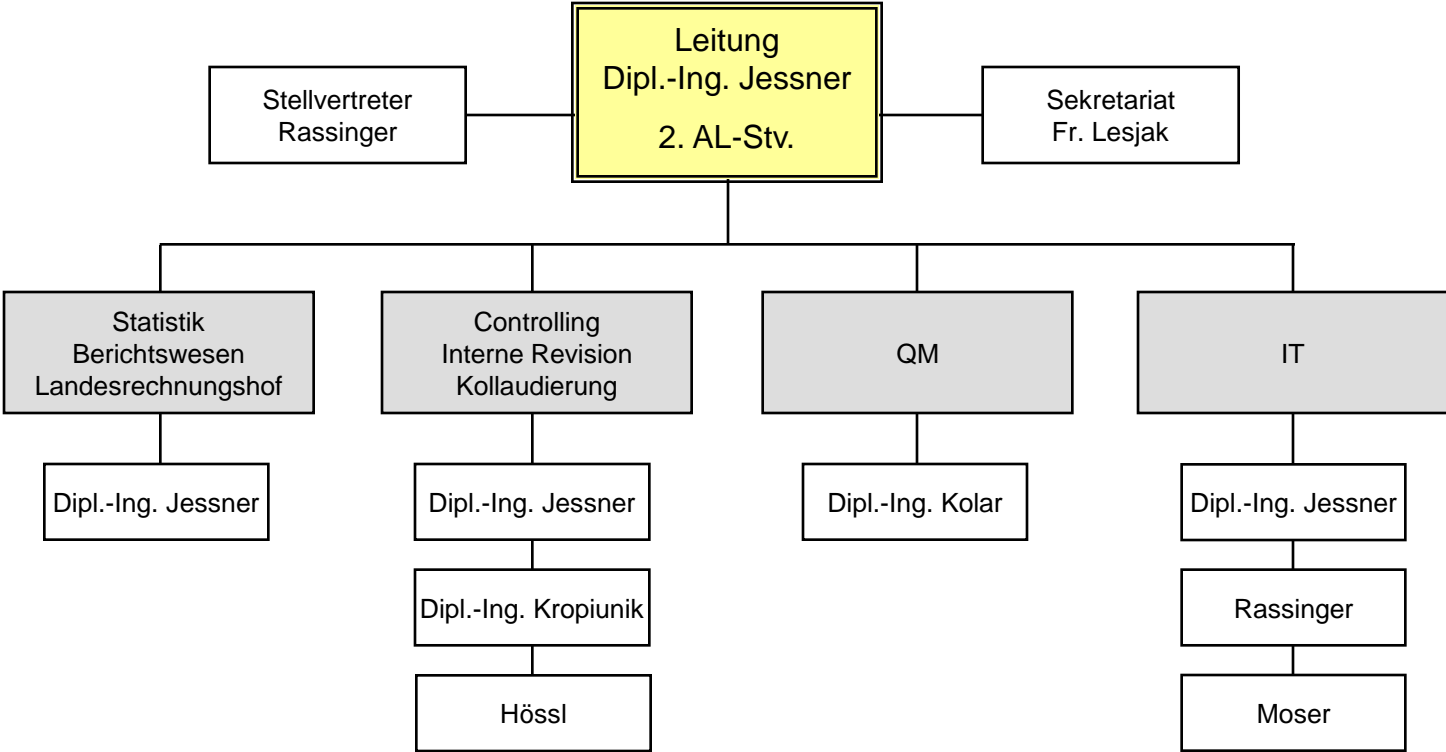 Leitung
Dipl.-Ing. Jessner
2. AL-Stv.
Stellvertreter
Rassinger
Sekretariat
Fr. Lesjak
Statistik
Berichtswesen
Landesrechnungshof
Controlling
Interne Revision
Kollaudierung
QM
IT
Dipl.-Ing. Jessner
Dipl.-Ing. Jessner
Dipl.-Ing. Kolar
Dipl.-Ing. Jessner
Dipl.-Ing. Kropiunik
Rassinger
Hössl
Moser